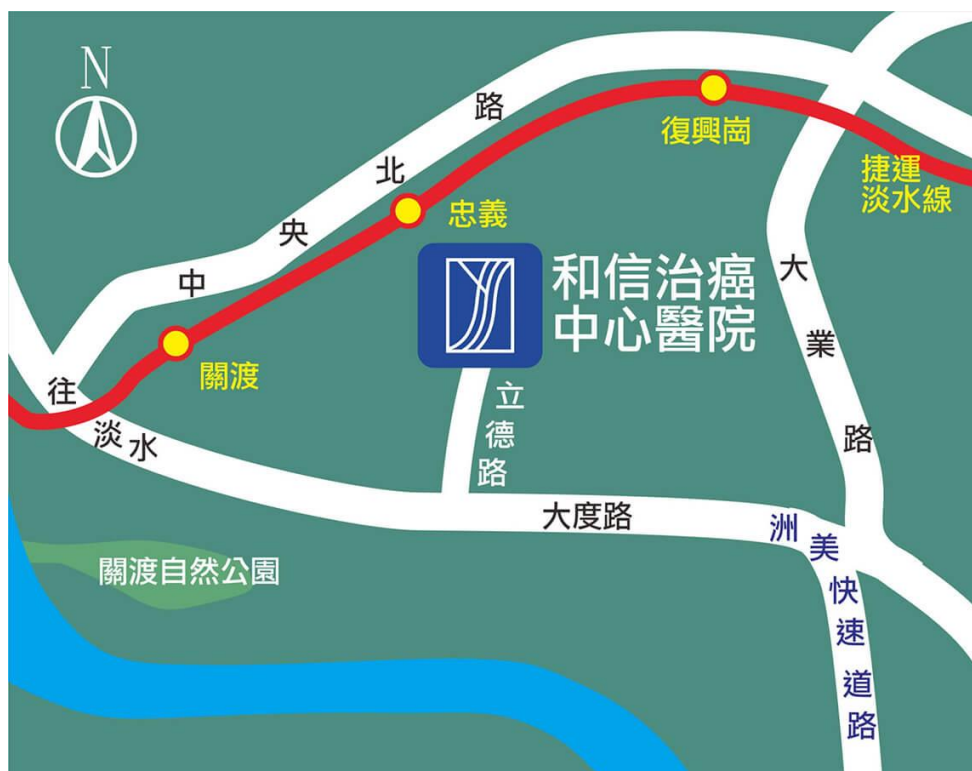 N
中央北路
復興崗
捷運
淡水線
忠義
和信治癌
中心醫院
大業路
關渡
立德路
往淡水
大度路
洲美快速道路
關渡自然公園